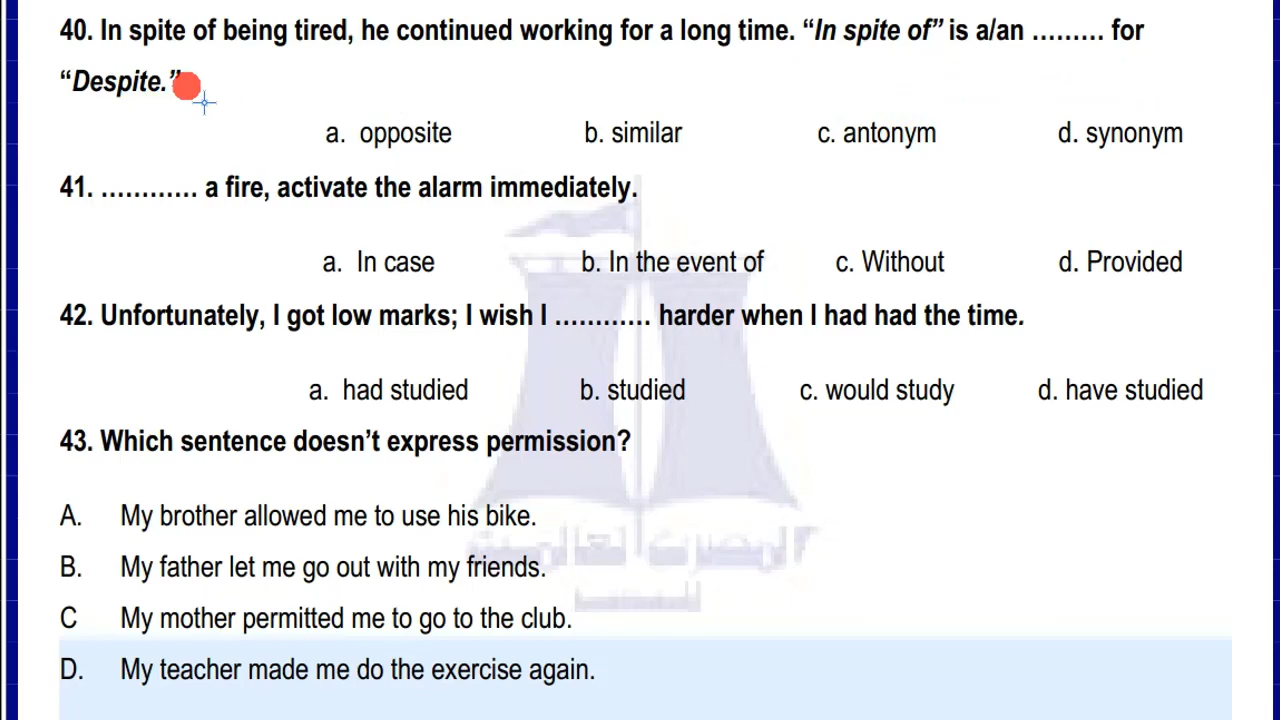 40. In spite of being tired, he continued working for a long time. “In spite of” is a/an ……… for
“Despite.”
a. opposite b. similar c. antonym d. synonym
41. ………… a fire, activate the alarm immediately.
a. In case b. In the event of c. Without d. Provided
42. Unfortunately, I got low marks; I wish I ………… harder when I had had the time.
a. had studied b. studied c. would study d. have studied
43. Which sentence doesn’t express permission?
A. My brother allowed me to use his bike.
B. My father let me go out with my friends.
C My mother permitted me to go to the club.
D. My teacher made me do the exercise again.